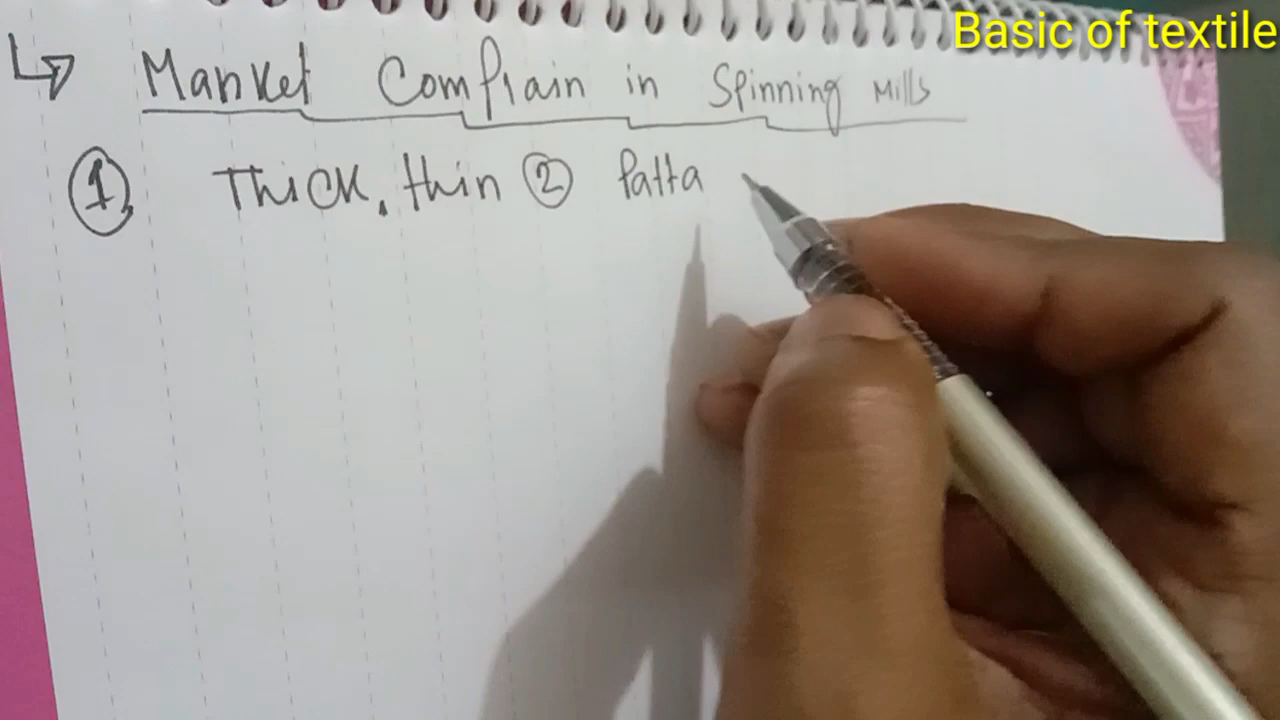 Basic of textile
↳ Market Complain in Spinning Mills
① Thick, thin ② Patta